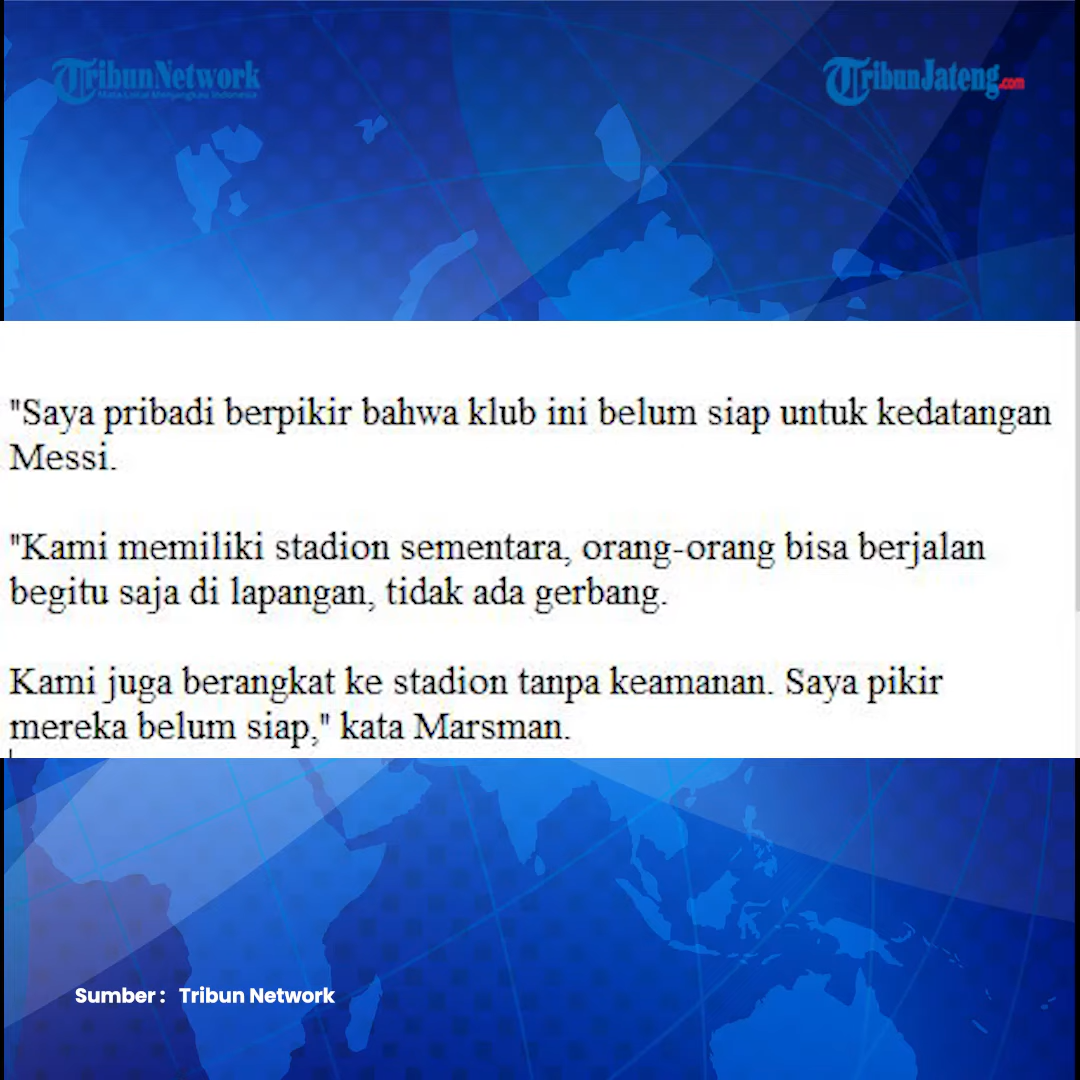 TribunNetwork
TribunJateng.com
"Saya pribadi berpikir bahwa klub ini belum siap untuk kedatangan
Messi.
"Kami memiliki stadion sementara, orang-orang bisa berjalan
begitu saja di lapangan, tidak ada gerbang.
Kami juga berangkat ke stadion tanpa keamanan. Saya pikir
mereka belum siap," kata Marsman.
Sumber : Tribun Network